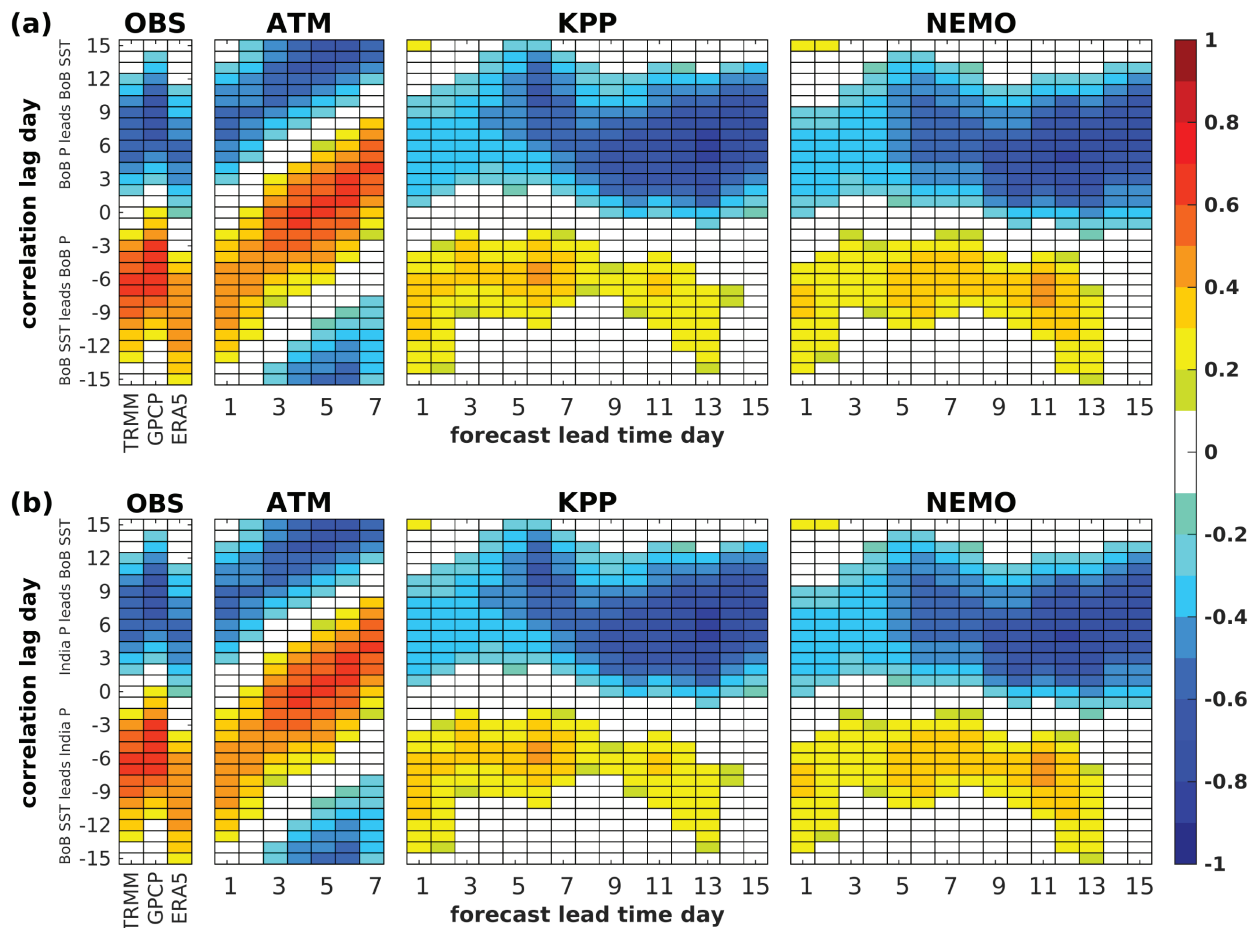 (a)
OBS ATM KPP NEMO
correlation lag day
BoB SST leads BoB P BoB P leads BoB SST
15
12
9
6
3
0
-3
-6
-9
-12
-15
TRMM
GPCP
ERA5
1 3 5 7
1 3 5 7 9 11 13 15
1 3 5 7 9 11 13 15
forecast lead time day forecast lead time day
(b)
OBS ATM KPP NEMO
correlation lag day
BoB SST leads India P India P leads BoB SST
15
12
9
6
3
0
-3
-6
-9
-12
-15
TRMM
GPCP
ERA5
1 3 5 7
1 3 5 7 9 11 13 15
1 3 5 7 9 11 13 15
forecast lead time day forecast lead time day
1
0.8
0.6
0.4
0.2
0
-0.2
-0.4
-0.6
-0.8
-1